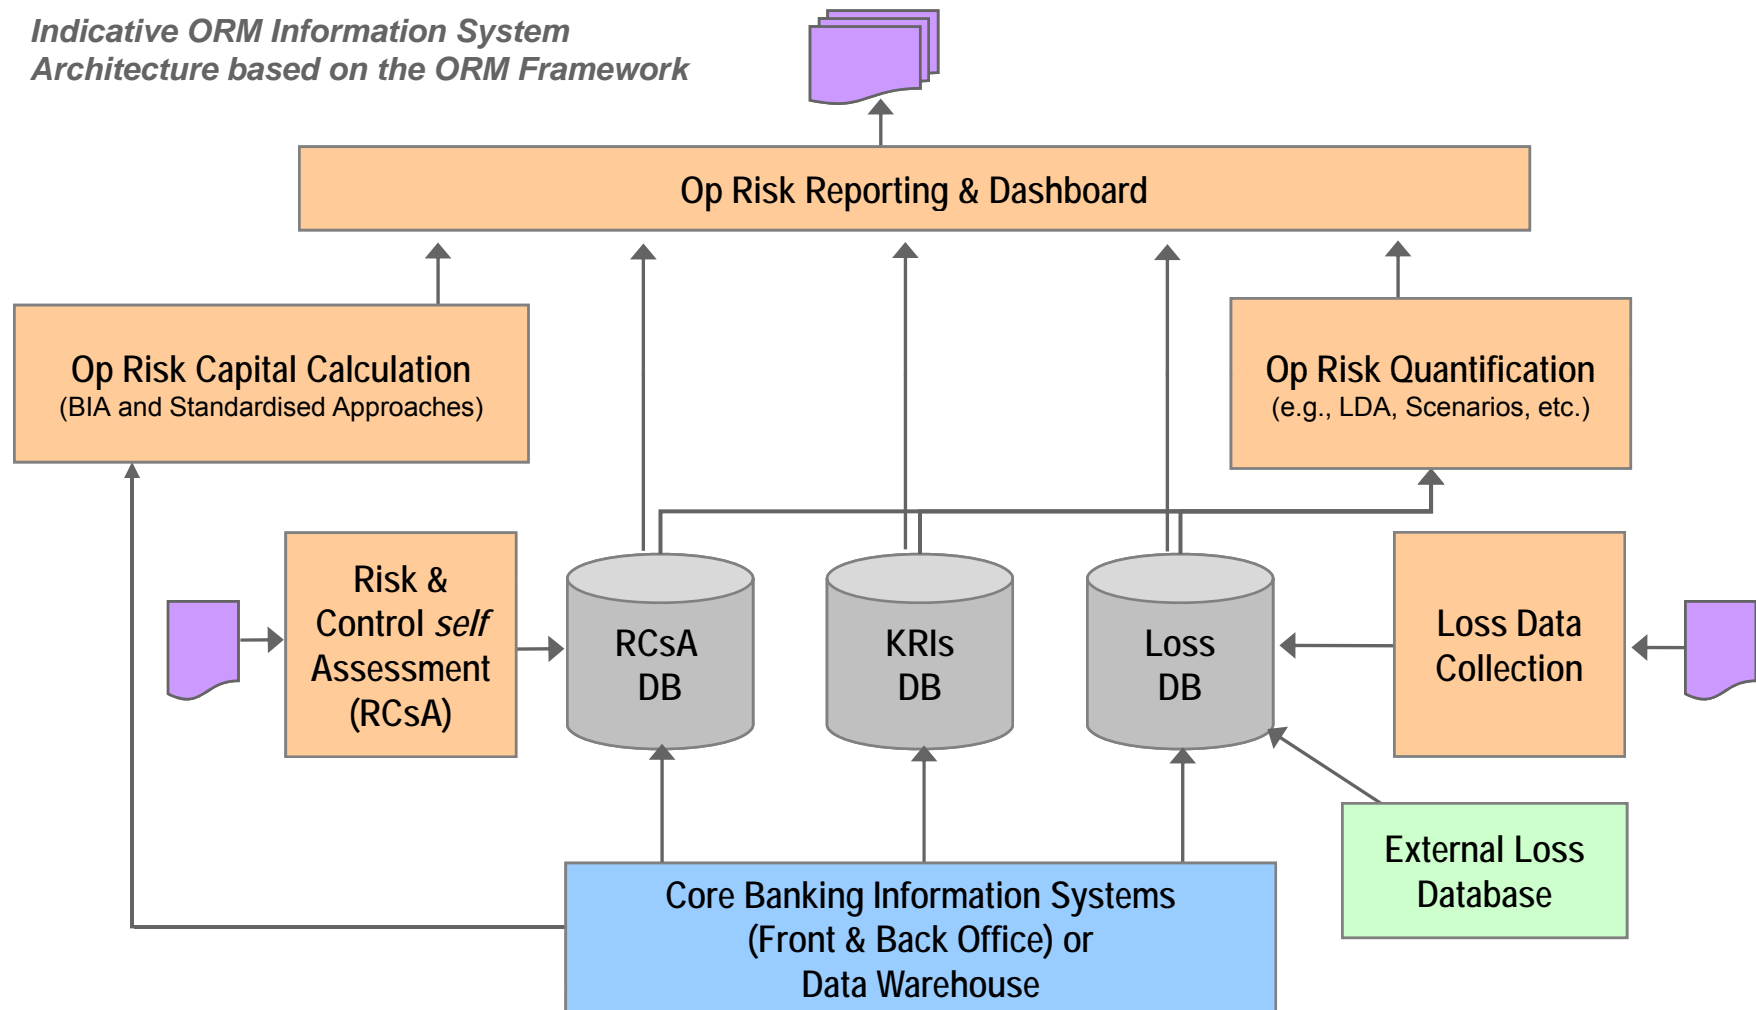 Indicative ORM Information System
Architecture based on the ORM Framework
Op Risk Reporting & Dashboard
Op Risk Capital Calculation
(BIA and Standardised Approaches)
Op Risk Quantification
(e.g., LDA, Scenarios, etc.)
Risk &
Control self
Assessment
(RCsA)
RCsA
DB
KRIs
DB
Loss
DB
Loss Data
Collection
External Loss
Database
Core Banking Information Systems
(Front & Back Office) or
Data Warehouse